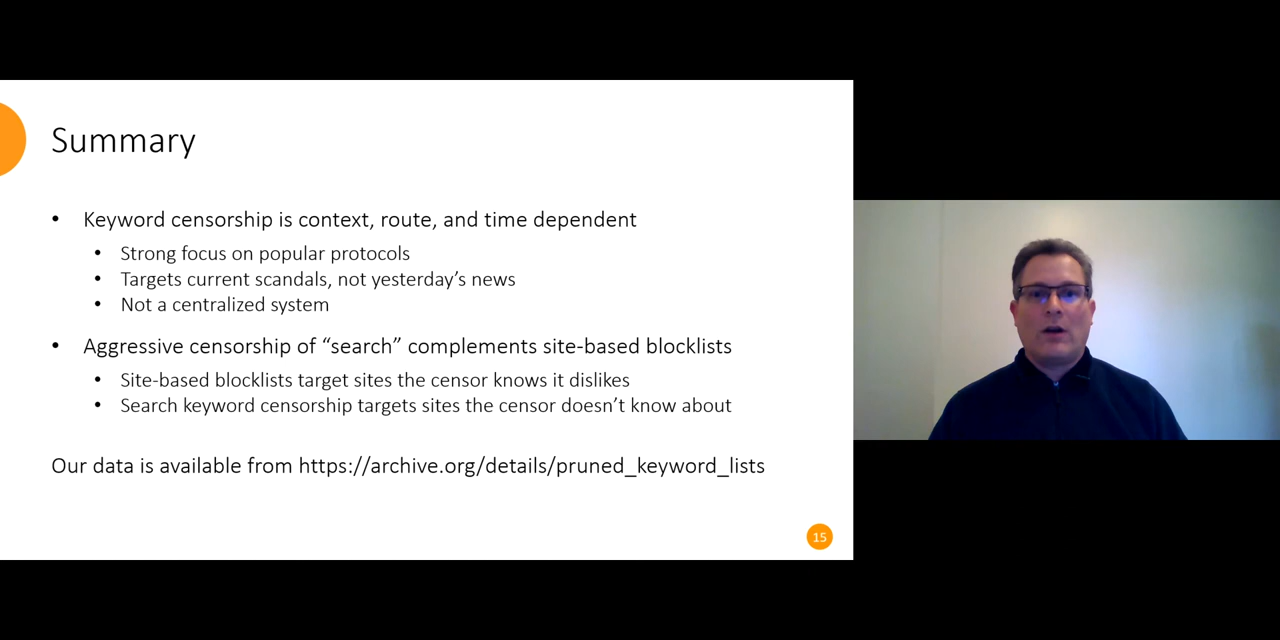 Summary
• Keyword censorship is context, route, and time dependent
• Strong focus on popular protocols
• Targets current scandals, not yesterday’s news
• Not a centralized system
• Aggressive censorship of “search” complements site-based blocklists
• Site-based blocklists target sites the censor knows it dislikes
• Search keyword censorship targets sites the censor doesn’t know about
Our data is available from https://archive.org/details/pruned_keyword_lists
15